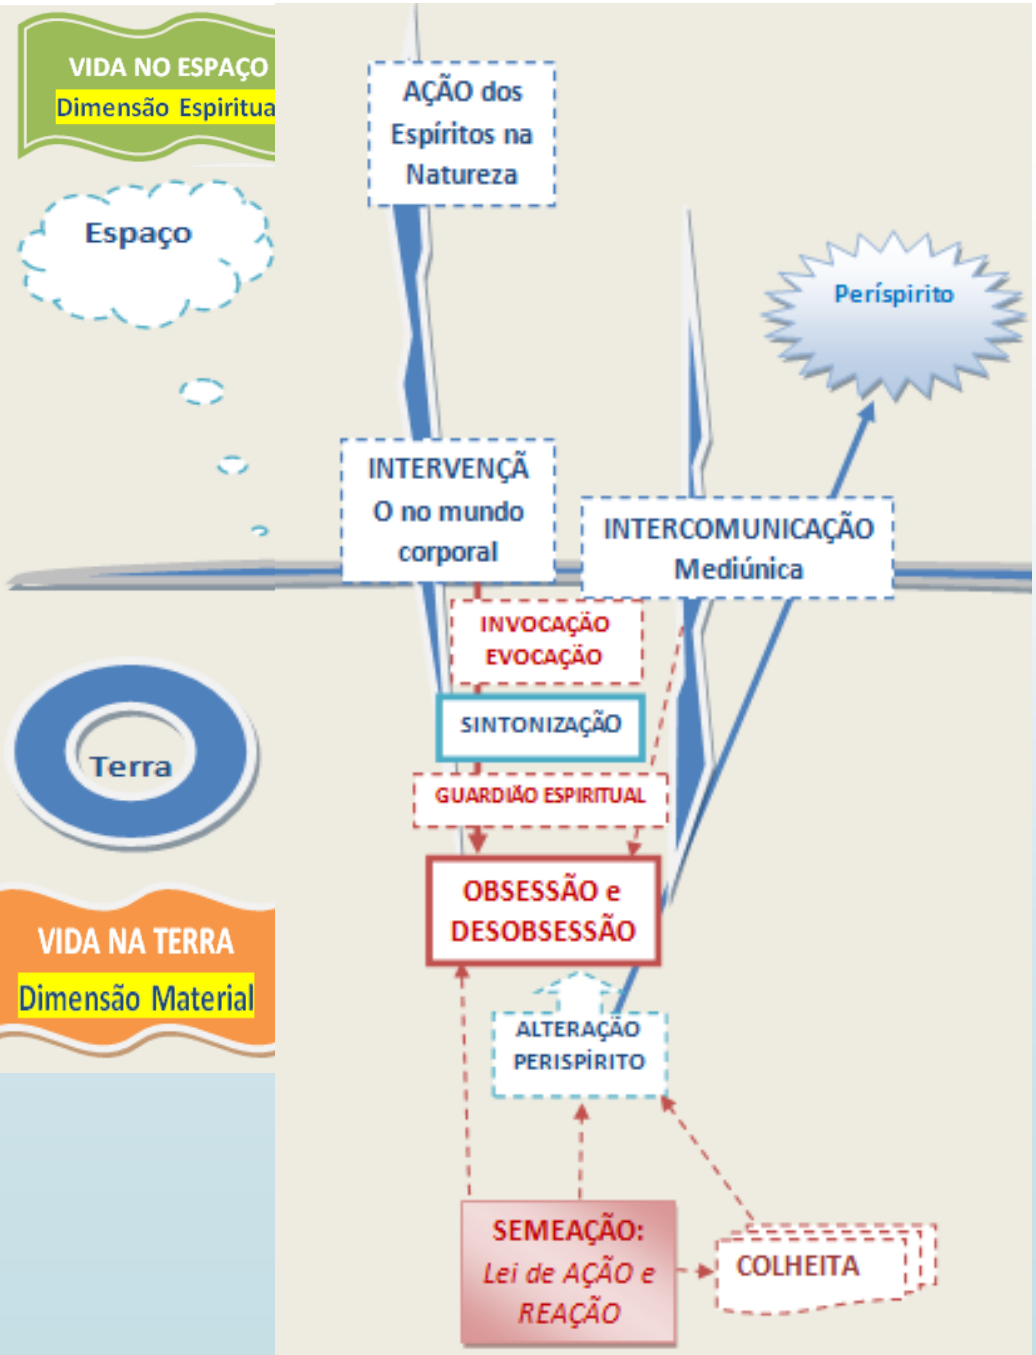 VIDA NO ESPAÇO
Dimensão Espiritua
AÇÃO dos
Espíritos na
Natureza
Espaço
Períspirito
INTERVENÇÃ
O no mundo
corporal
INTERCOMUNICAÇÃO
Mediúnica
INVOCAÇÃO
EVOCAÇÃO
SINTONIZAÇÃO
Terra
GUARDIÃO ESPIRITUAL
OBSESSÃO e
DESOBSESSÃO
VIDA NA TERRA
Dimensão Material
ALTERAÇÃO
PERISPÍRITO
SEMEAÇÃO:
Lei de AÇÃO e
REAÇÃO
COLHEITA